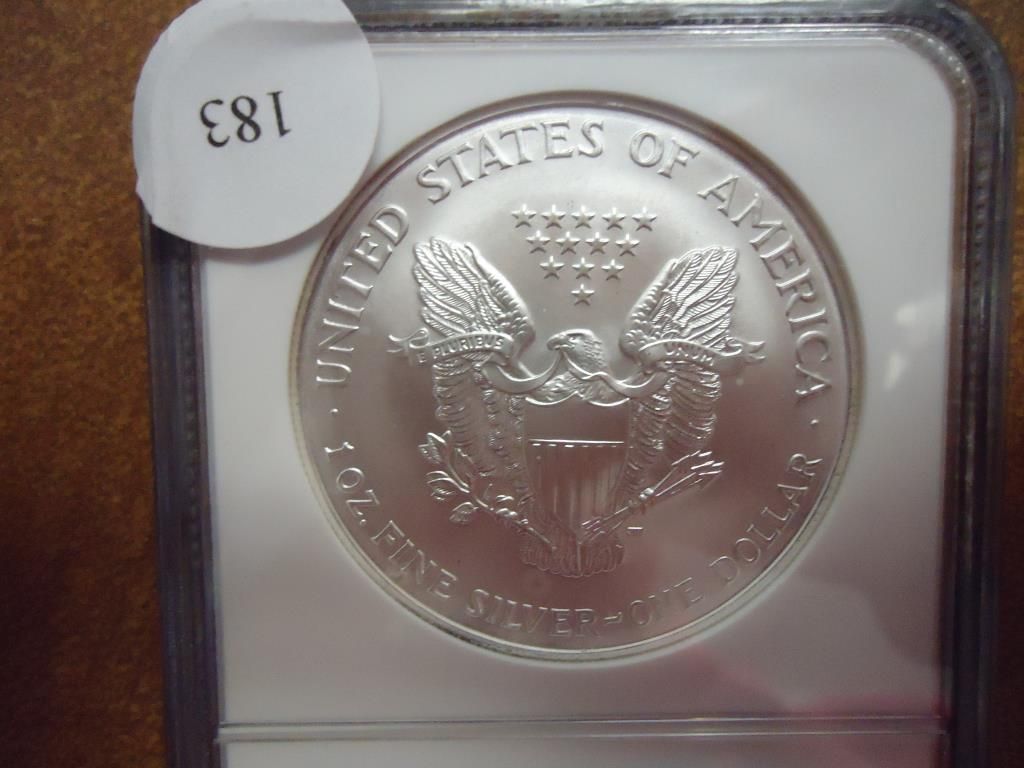 183
UNITED STATES OF AMERICA
E PLURIBUS UNUM
1 OZ. FINE SILVER~ONE DOLLAR